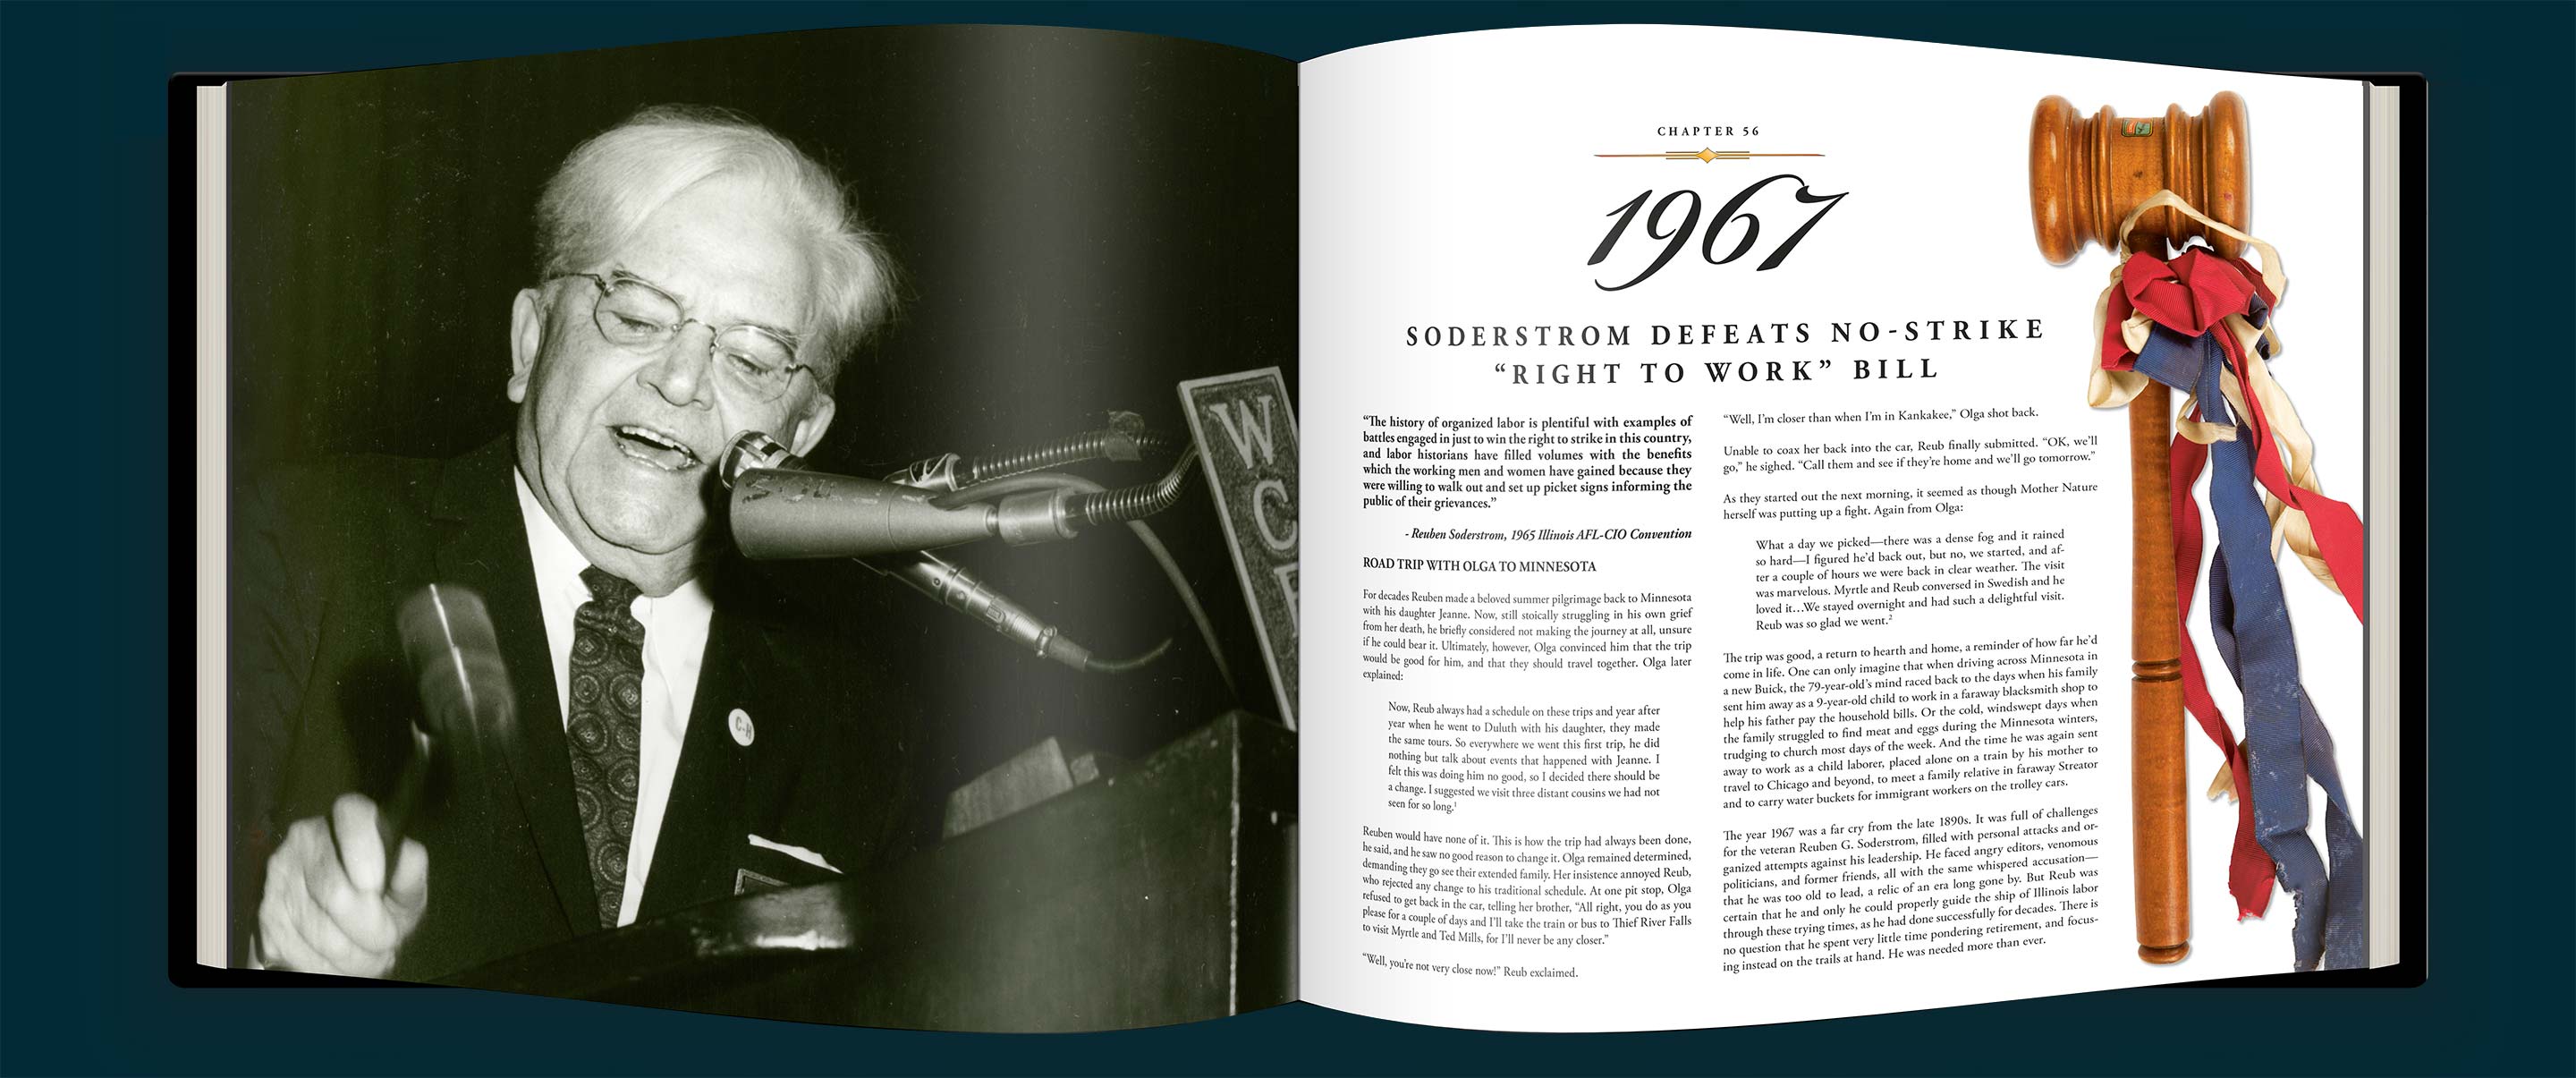 W
C
C-H
CHAPTER 56
1967
SODERSTROM DEFEATS NO-STRIKE
“RIGHT TO WORK” BILL
“The history of organized labor is plentiful with examples of
battles engaged in just to win the right to strike in this country,
and labor historians have filled volumes with the benefits
which the working men and women have gained because they
were willing to walk out and set up picket signs informing the
public of their grievances.”
- Reuben Soderstrom, 1965 Illinois AFL-CIO Convention
ROAD TRIP WITH OLGA TO MINNESOTA
For decades Reuben made a beloved summer pilgrimage back to Minnesota
with his daughter Jeanne. Now, still stoically struggling in his own grief
from her death, he briefly considered not making the journey at all, unsure
if he could bear it. Ultimately, however, Olga convinced him that the trip
would be good for him, and that they should travel together. Olga later
explained:
Now, Reub always had a schedule on these trips and year after
year when he went to Duluth with his daughter, they made
the same tours. So everywhere we went this first trip, he did
nothing but talk about events that happened with Jeanne. I
felt this was doing him no good, so I decided there should be
a change. I suggested we visit three distant cousins we had not
seen for so long.¹
Reuben would have none of it. This is how the trip had always been done,
he said, and he saw no good reason to change it. Olga remained determined,
demanding they go see their extended family. Her insistence annoyed Reub,
who rejected any change to his traditional schedule. At one pit stop, Olga
refused to get back in the car, telling her brother, “All right, you do as you
please for a couple of days and I’ll take the train or bus to Thief River Falls
to visit Myrtle and Ted Mills, for I’ll never be any closer.”
“Well, you’re not very close now!” Reub exclaimed.
“Well, I’m closer than when I’m in Kankakee,” Olga shot back.
Unable to coax her back into the car, Reub finally submitted. “OK, we’ll
go,” he sighed. “Call them and see if they’re home and we’ll go tomorrow.”
As they started out the next morning, it seemed as though Mother Nature
herself was putting up a fight. Again from Olga:
What a day we picked—there was a dense fog and it rained
so hard—I figured he’d back out, but no, we started, and af-
ter a couple of hours we were back in clear weather. The visit
was marvelous. Myrtle and Reub conversed in Swedish and he
loved it…We stayed overnight and had such a delightful visit.
Reub was so glad we went.²
The trip was good, a return to hearth and home, a reminder of how far he’d
come in life. One can only imagine that when driving across Minnesota in
a new Buick, the 79-year-old’s mind raced back to the days when his family
sent him away as a 9-year-old child to work in a faraway blacksmith shop to
help his father pay the household bills. Or the cold, windswept days when
the family struggled to find meat and eggs during the Minnesota winters,
trudging to church most days of the week. And the time he was again sent
away to work as a child laborer, placed alone on a train by his mother to
travel to Chicago and beyond, to meet a family relative in faraway Streator
and to carry water buckets for immigrant workers on the trolley cars.
The year 1967 was a far cry from the late 1890s. It was full of challenges
for the veteran Reuben G. Soderstrom, filled with personal attacks and or-
ganized attempts against his leadership. He faced angry editors, venomous
politicians, and former friends, all with the same whispered accusation—
that he was too old to lead, a relic of an era long gone by. But Reub was
certain that he and only he could properly guide the ship of Illinois labor
through these trying times, as he had done successfully for decades. There is
no question that he spent very little time pondering retirement, and focus-
ing instead on the trails at hand. He was needed more than ever.